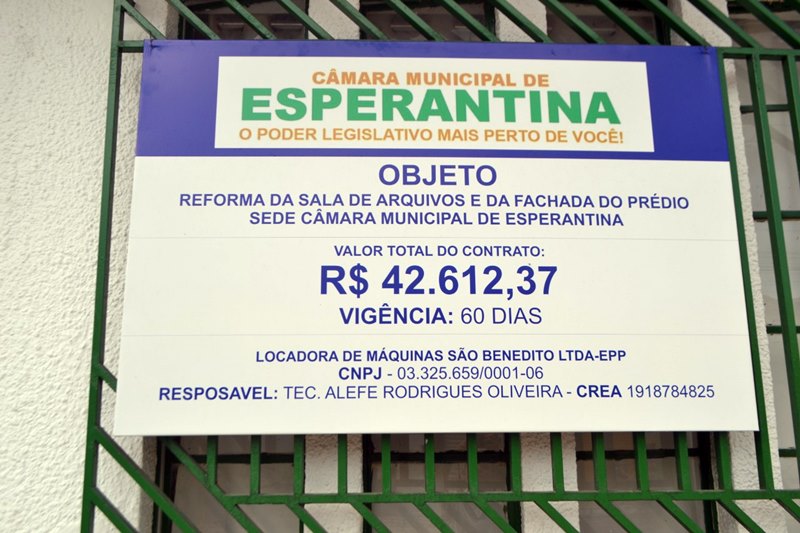 CÂMARA MUNICIPAL DE
ESPERANTINA
O PODER LEGISLATIVO MAIS PERTO DE VOCÊ!
OBJETO
REFORMA DA SALA DE ARQUIVOS E DA FACHADA DO PRÉDIO
SEDE CÂMARA MUNICIPAL DE ESPERANTINA
VALOR TOTAL DO CONTRATO:
R$ 42.612,37
VIGÊNCIA: 60 DIAS
LOCADORA DE MÁQUINAS SÃO BENEDITO LTDA-EPP
CNPJ - 03.325.659/0001-06
RESPOSAVEL: TEC. ALEFE RODRIGUES OLIVEIRA - CREA 1918784825